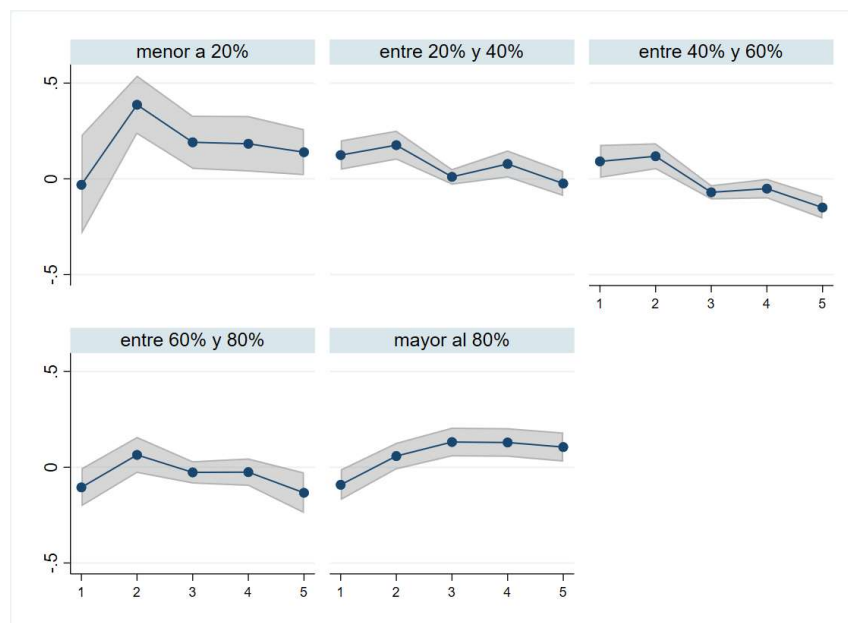 menor a 20%
entre 20% y 40%
entre 40% y 60%
.5
0
-.5
1 2 3 4 5
entre 60% y 80%
mayor al 80%
.5
0
-.5
1 2 3 4 5
1 2 3 4 5